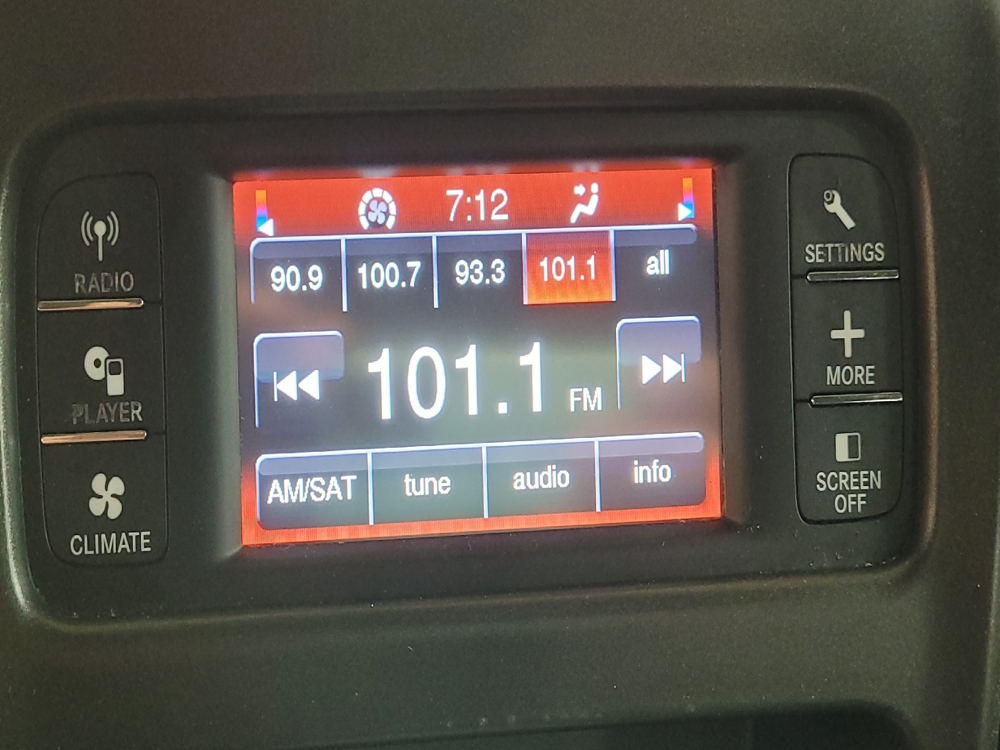 RADIO
PLAYER
CLIMATE
7:12
90.9 100.7 93.3 101.1 all
101.1 FM
AM/SAT tune audio info
SETTINGS
MORE
SCREEN
OFF